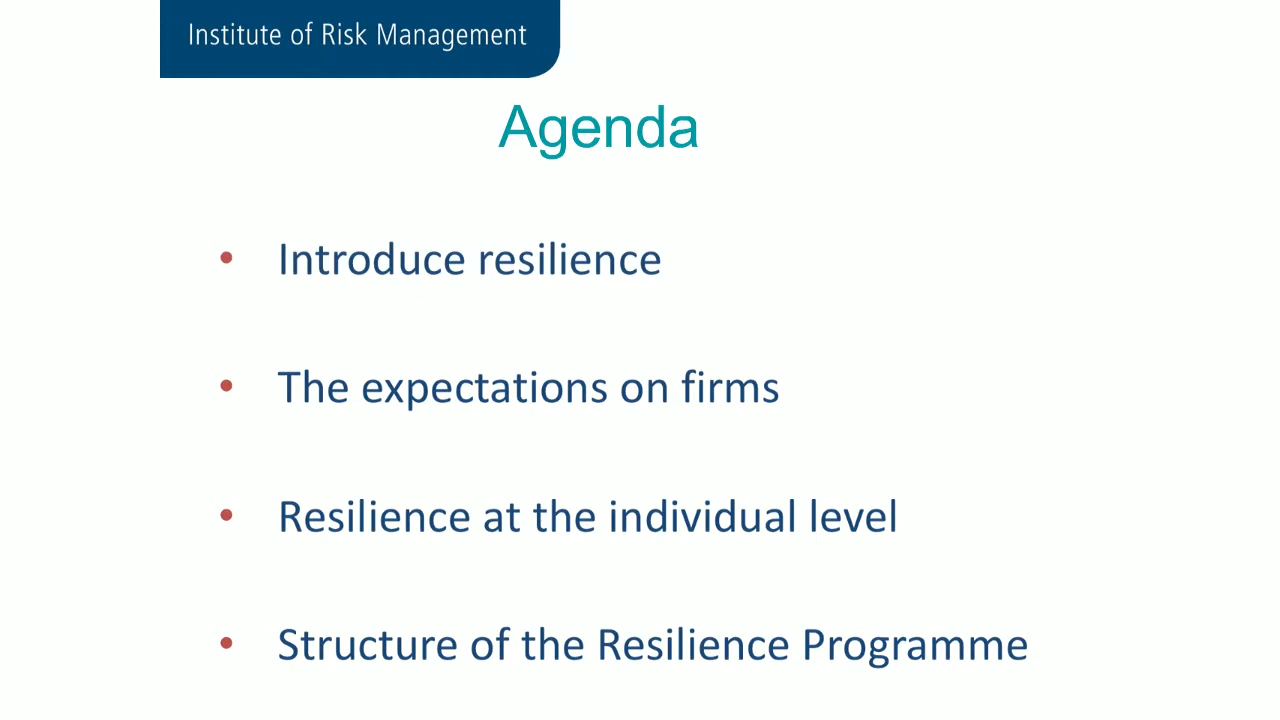 Institute of Risk Management
Agenda
• Introduce resilience
• The expectations on firms
• Resilience at the individual level
• Structure of the Resilience Programme